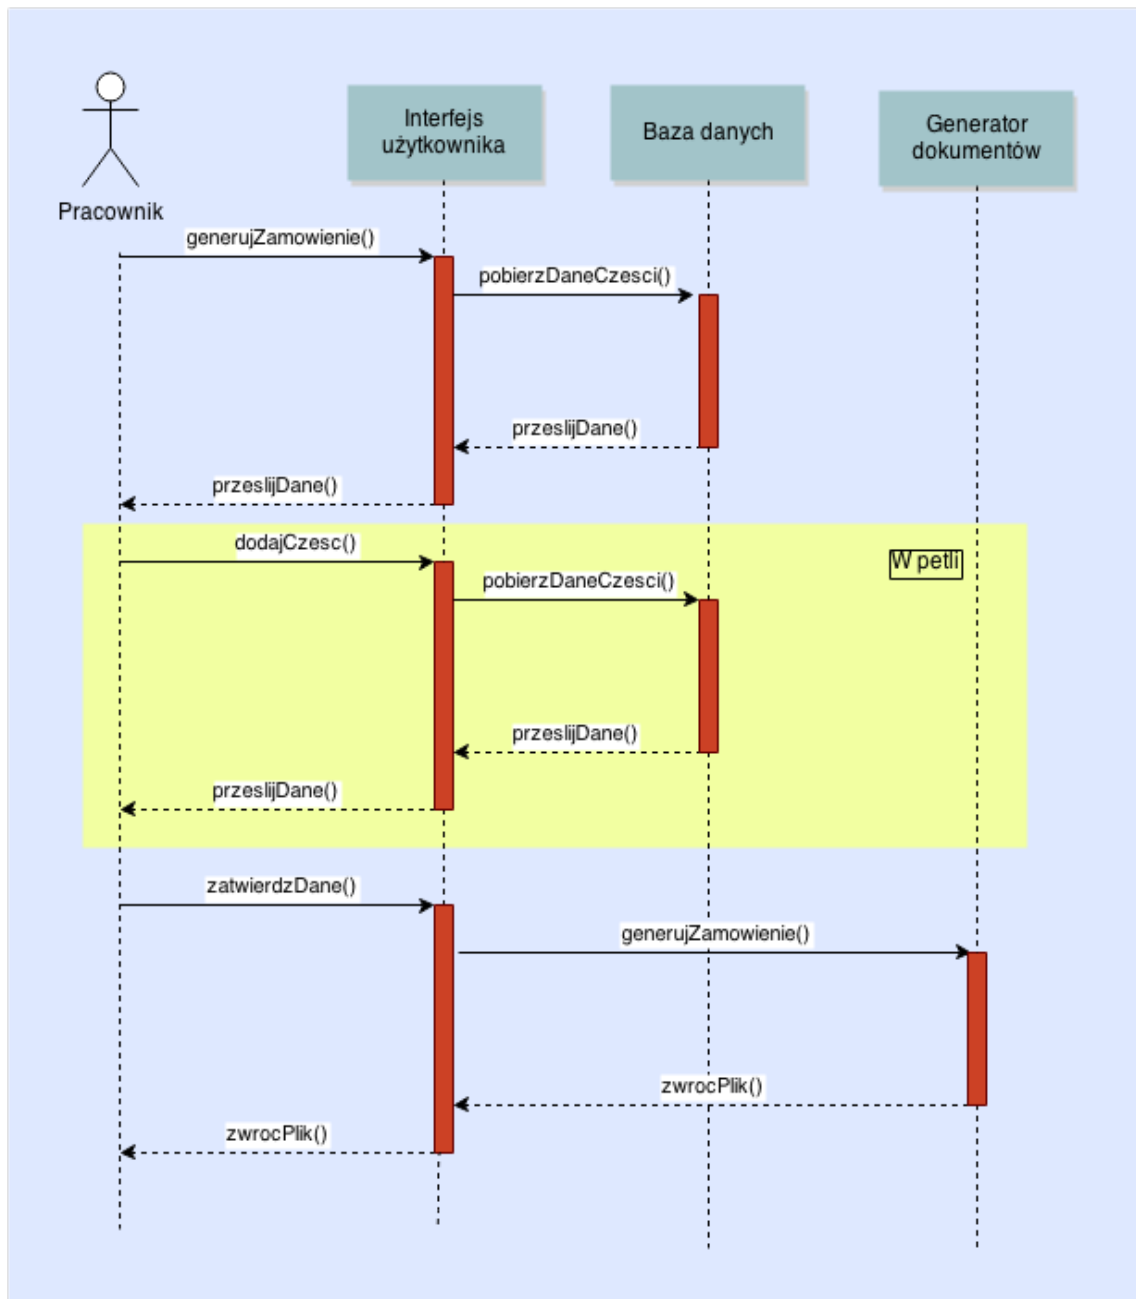 Interfejs
użytkownika
Baza danych
Generator
dokumentów
Pracownik
generujZamowienie()
pobierzDaneCzesci()
przeslijDane()
przeslijDane()
dodajCzesc()
W petli
pobierzDaneCzesci()
przeslijDane()
przeslijDane()
zatwierdzDane()
generujZamowienie()
zwrocPlik()
zwrocPlik()